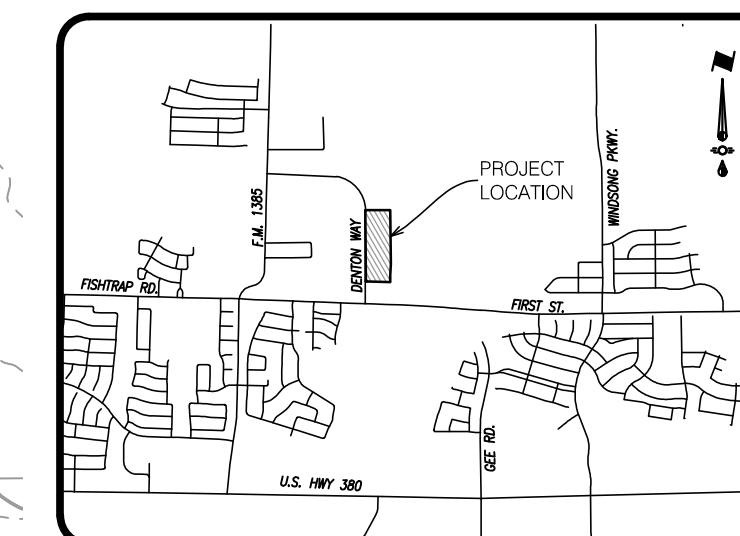 N
F.M. 1385
WINDSONG PKWY.
PROJECT
LOCATION
DENTON WAY
FISHTRAP RD.
FIRST ST.
GEE RD.
U.S. HWY 380